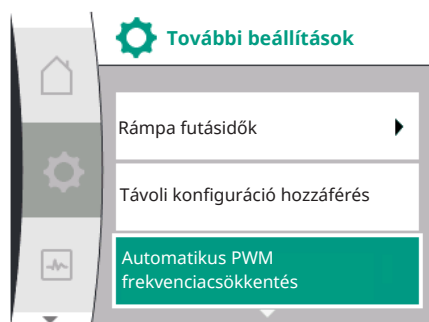 További beállítások
Rámpa futásidők
Távoli konfiguráció hozzáférés
Automatikus PWM
frekvenciacsökkentés